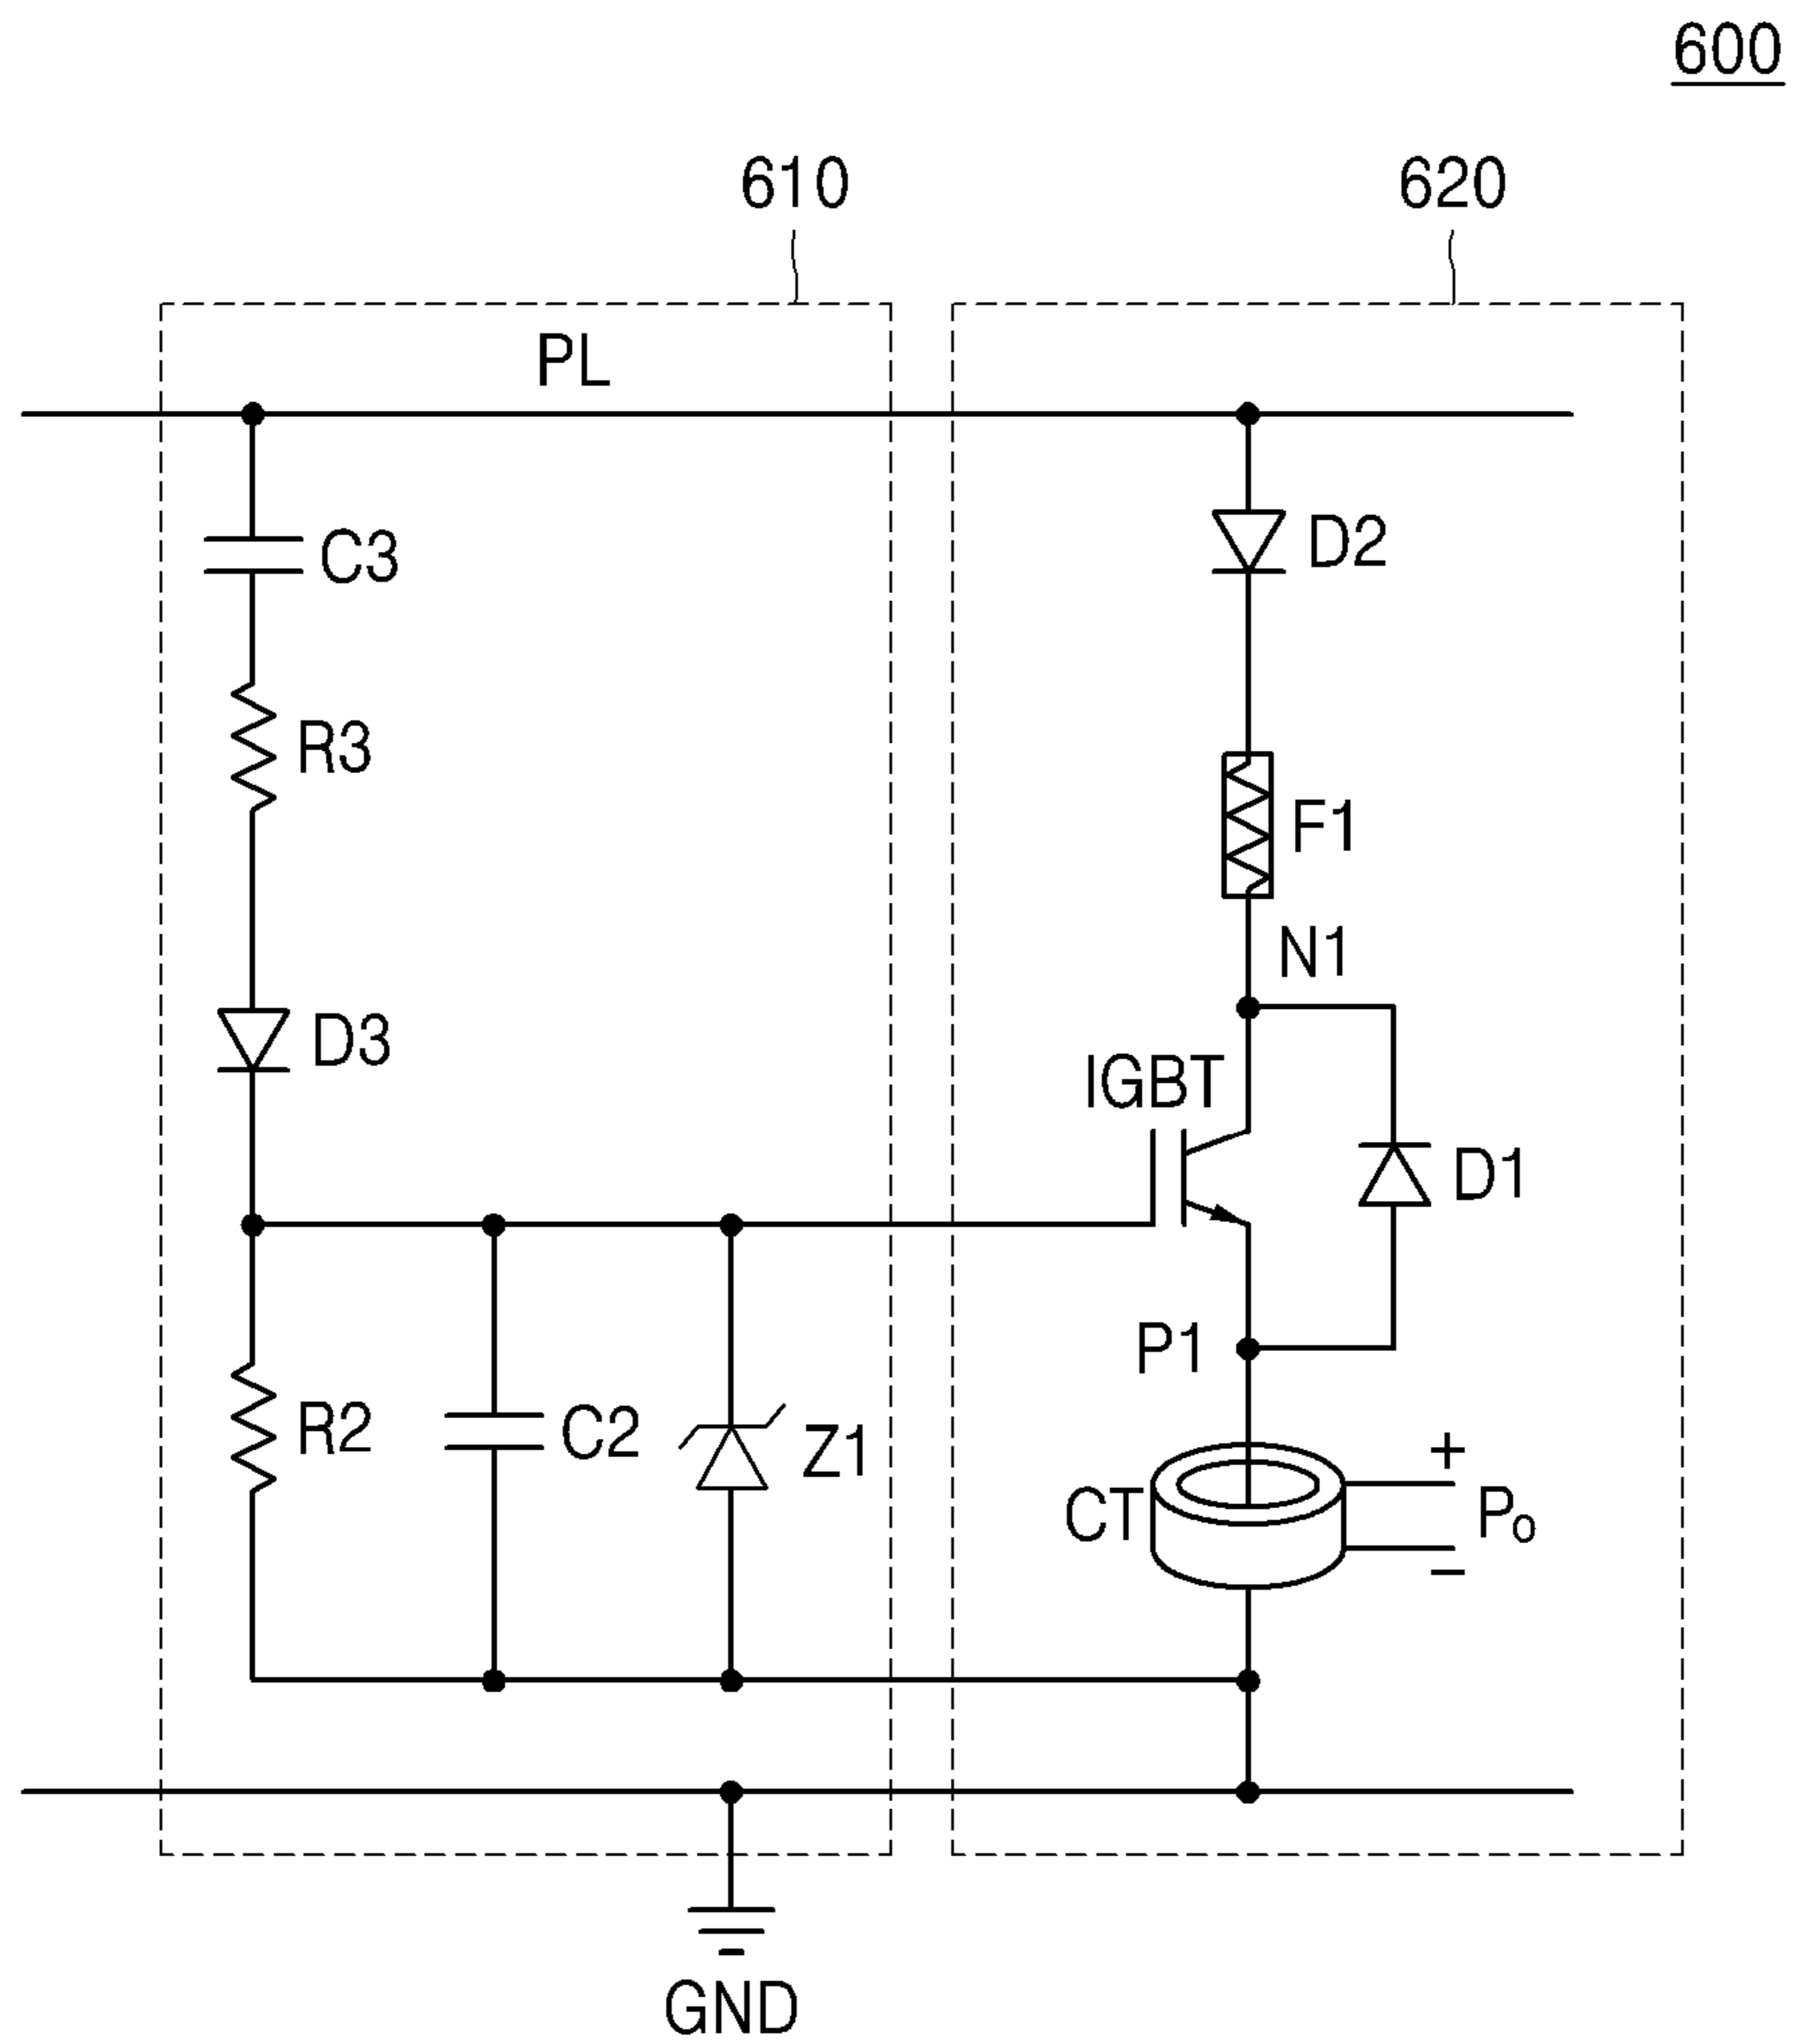 600
610
620
PL
C3
D2
R3
F1
N1
D3
IGBT
D1
P1
R2
C2
Z1
+
CT
Po
−
GND